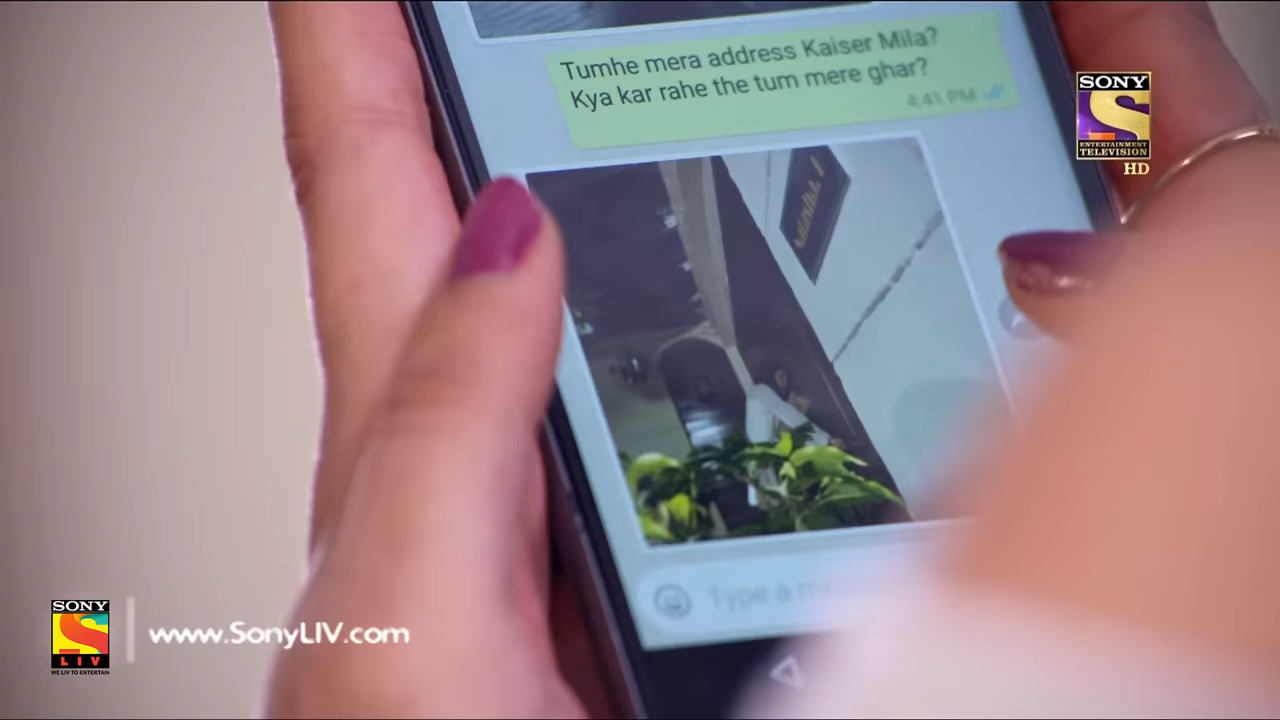 Tumhe mera address Kaiser Mila?
Kya kar rahe the tum mere ghar?
4:41 PM
SONY
ENTERTAINMENT
TELEVISION
HD
Type a
SONY
LIV
WE LIV TO ENTERTAIN
www.SonyLIV.com